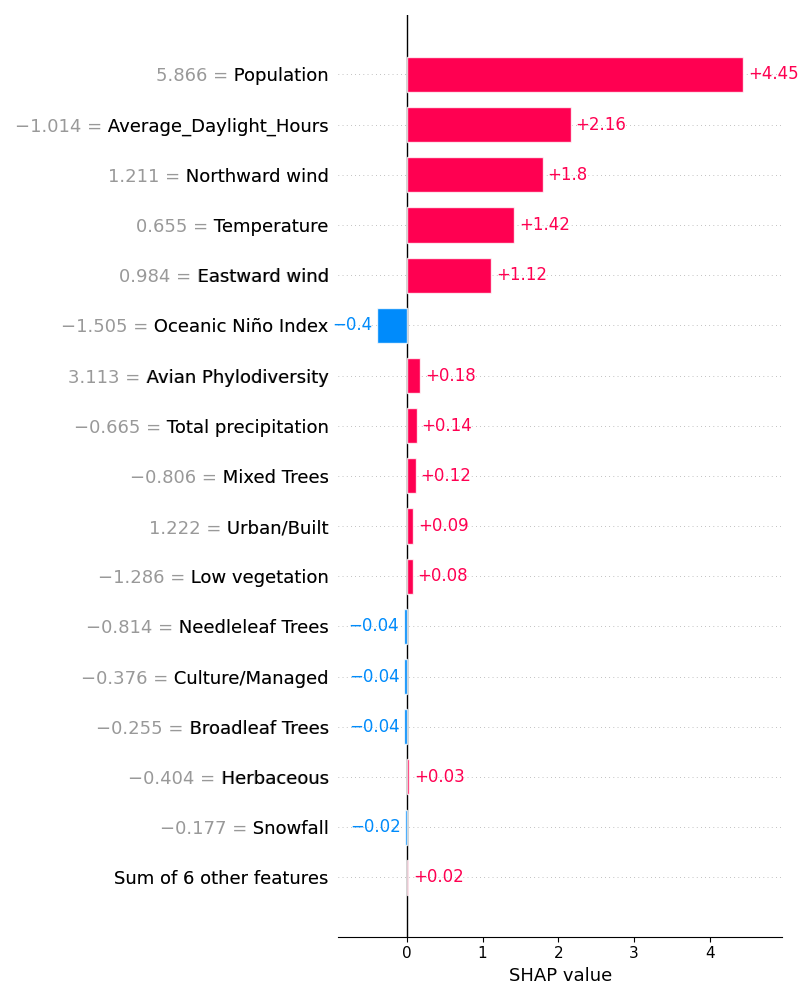 5.866 = Population +4.45
−1.014 = Average_Daylight_Hours +2.16
1.211 = Northward wind +1.8
0.655 = Temperature +1.42
0.984 = Eastward wind +1.12
−1.505 = Oceanic Niño Index −0.4
3.113 = Avian Phylodiversity +0.18
−0.665 = Total precipitation +0.14
−0.806 = Mixed Trees +0.12
1.222 = Urban/Built +0.09
−1.286 = Low vegetation +0.08
−0.814 = Needleleaf Trees −0.04
−0.376 = Culture/Managed −0.04
−0.255 = Broadleaf Trees −0.04
−0.404 = Herbaceous +0.03
−0.177 = Snowfall −0.02
Sum of 6 other features +0.02
0 1 2 3 4
SHAP value